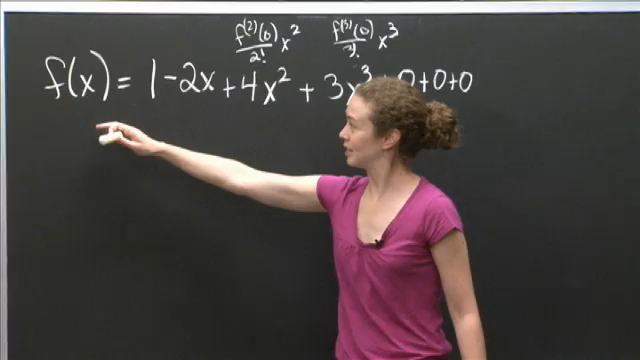 f⁽²⁾(0)/2! x² f⁽³⁾(0)/3! x³
f(x) = 1 - 2x + 4x² + 3x³ + 0 + 0 + 0